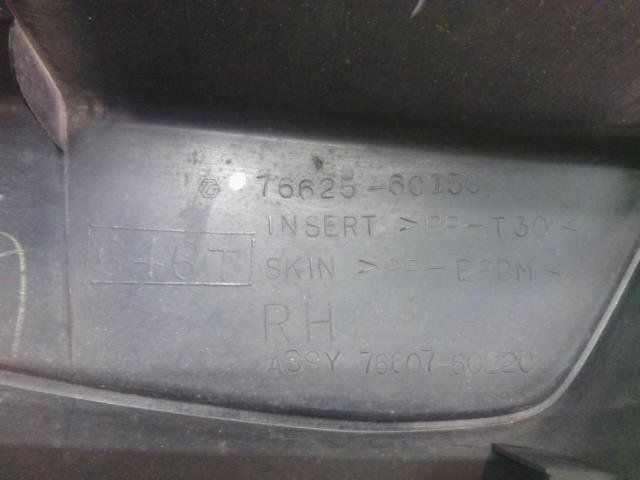 76625-60150
INSERT >PP-T30<
646T
SKIN >PP-EPDM<
RH
ASSY 76607-60220